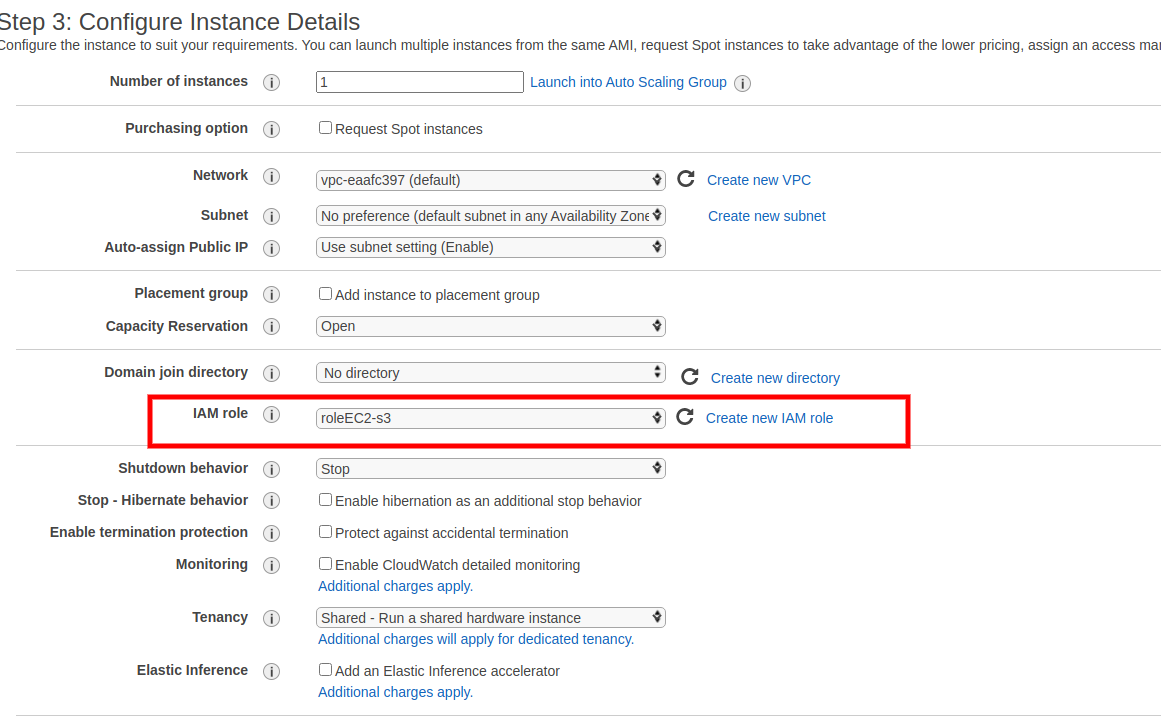 Step 3: Configure Instance Details
Configure the instance to suit your requirements. You can launch multiple instances from the same AMI, request Spot instances to take advantage of the lower pricing, assign an access
Number of instances 1 Launch into Auto Scaling Group
Purchasing option Request Spot instances
Network vpc-eaafc397 (default) Create new VPC
Subnet No preference (default subnet in any Availability Zone Create new subnet
Auto-assign Public IP Use subnet setting (Enable)
Placement group Add instance to placement group
Capacity Reservation Open
Domain join directory No directory Create new directory
IAM role roleEC2-s3 Create new IAM role
Shutdown behavior Stop
Stop - Hibernate behavior Enable hibernation as an additional stop behavior
Enable termination protection Protect against accidental termination
Monitoring Enable CloudWatch detailed monitoring
Additional charges apply.
Tenancy Shared - Run a shared hardware instance
Additional charges will apply for dedicated tenancy.
Elastic Inference Add an Elastic Inference accelerator
Additional charges apply.